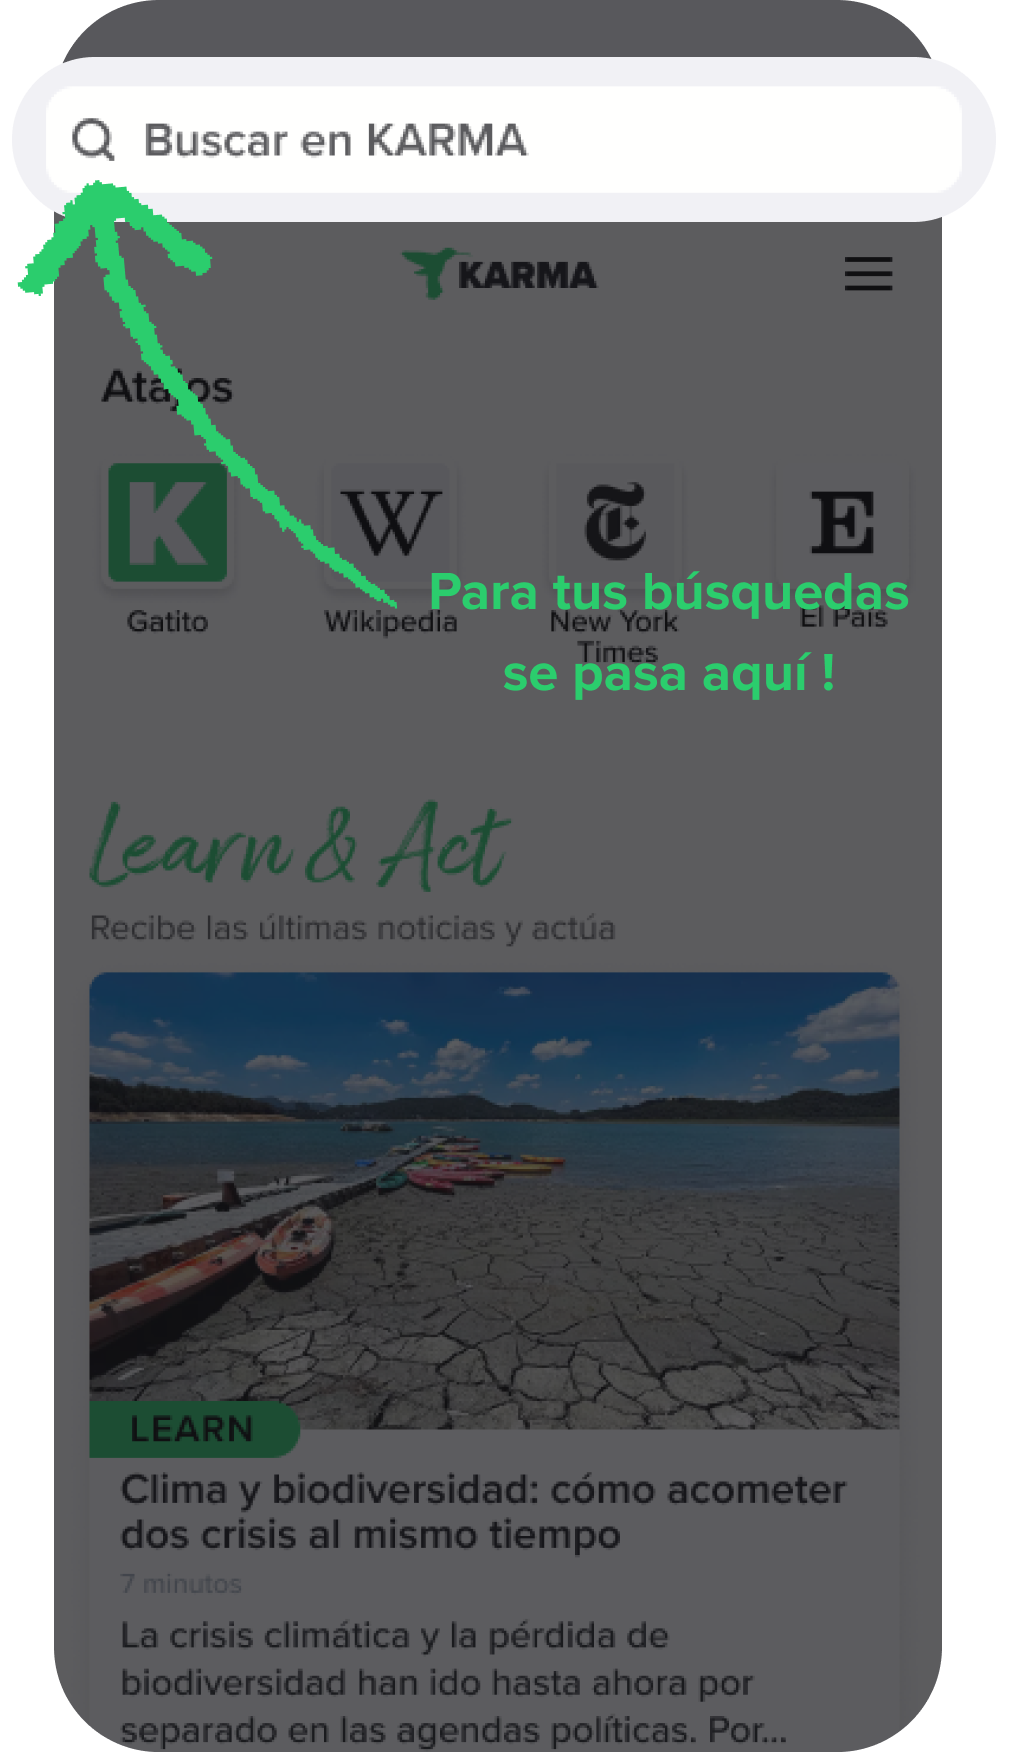 Buscar en KARMA
KARMA
Atajos
K
W
T
E
Gatito
Wikipedia
New York
Times
El País
Para tus búsquedas
se pasa aquí !
Learn & Act
Recibe las últimas noticias y actúa
LEARN
Clima y biodiversidad: cómo acometer
dos crisis al mismo tiempo
7 minutos
La crisis climática y la pérdida de
biodiversidad han ido hasta ahora por
separado en las agendas políticas. Por...